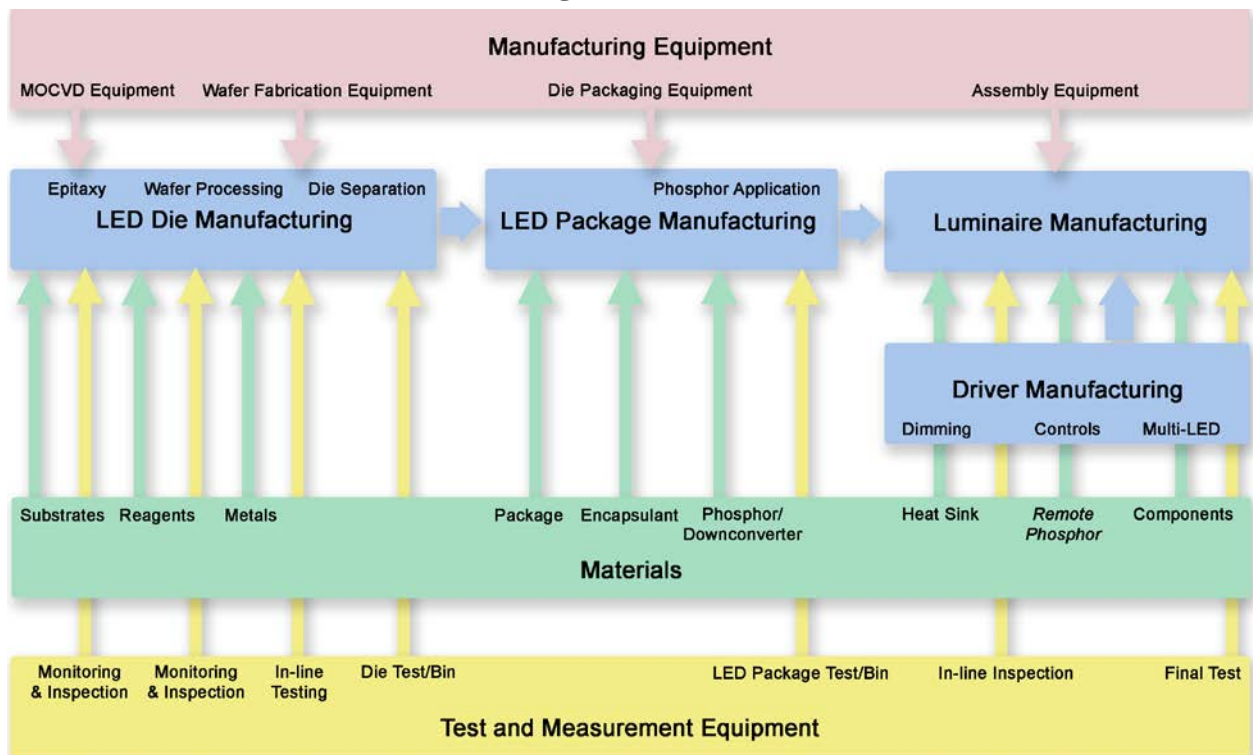 Manufacturing Equipment
MOCVD Equipment
Wafer Fabrication Equipment
Die Packaging Equipment
Assembly Equipment
Epitaxy
Wafer Processing
Die Separation
LED Die Manufacturing
Phosphor Application
LED Package Manufacturing
Luminaire Manufacturing
Driver Manufacturing
Dimming
Controls
Multi-LED
Substrates
Reagents
Metals
Package
Encapsulant
Phosphor/
Downconverter
Heat Sink
Remote
Phosphor
Components
Materials
Monitoring
& Inspection
Monitoring
& Inspection
In-line
Testing
Die Test/Bin
LED Package Test/Bin
In-line Inspection
Final Test
Test and Measurement Equipment